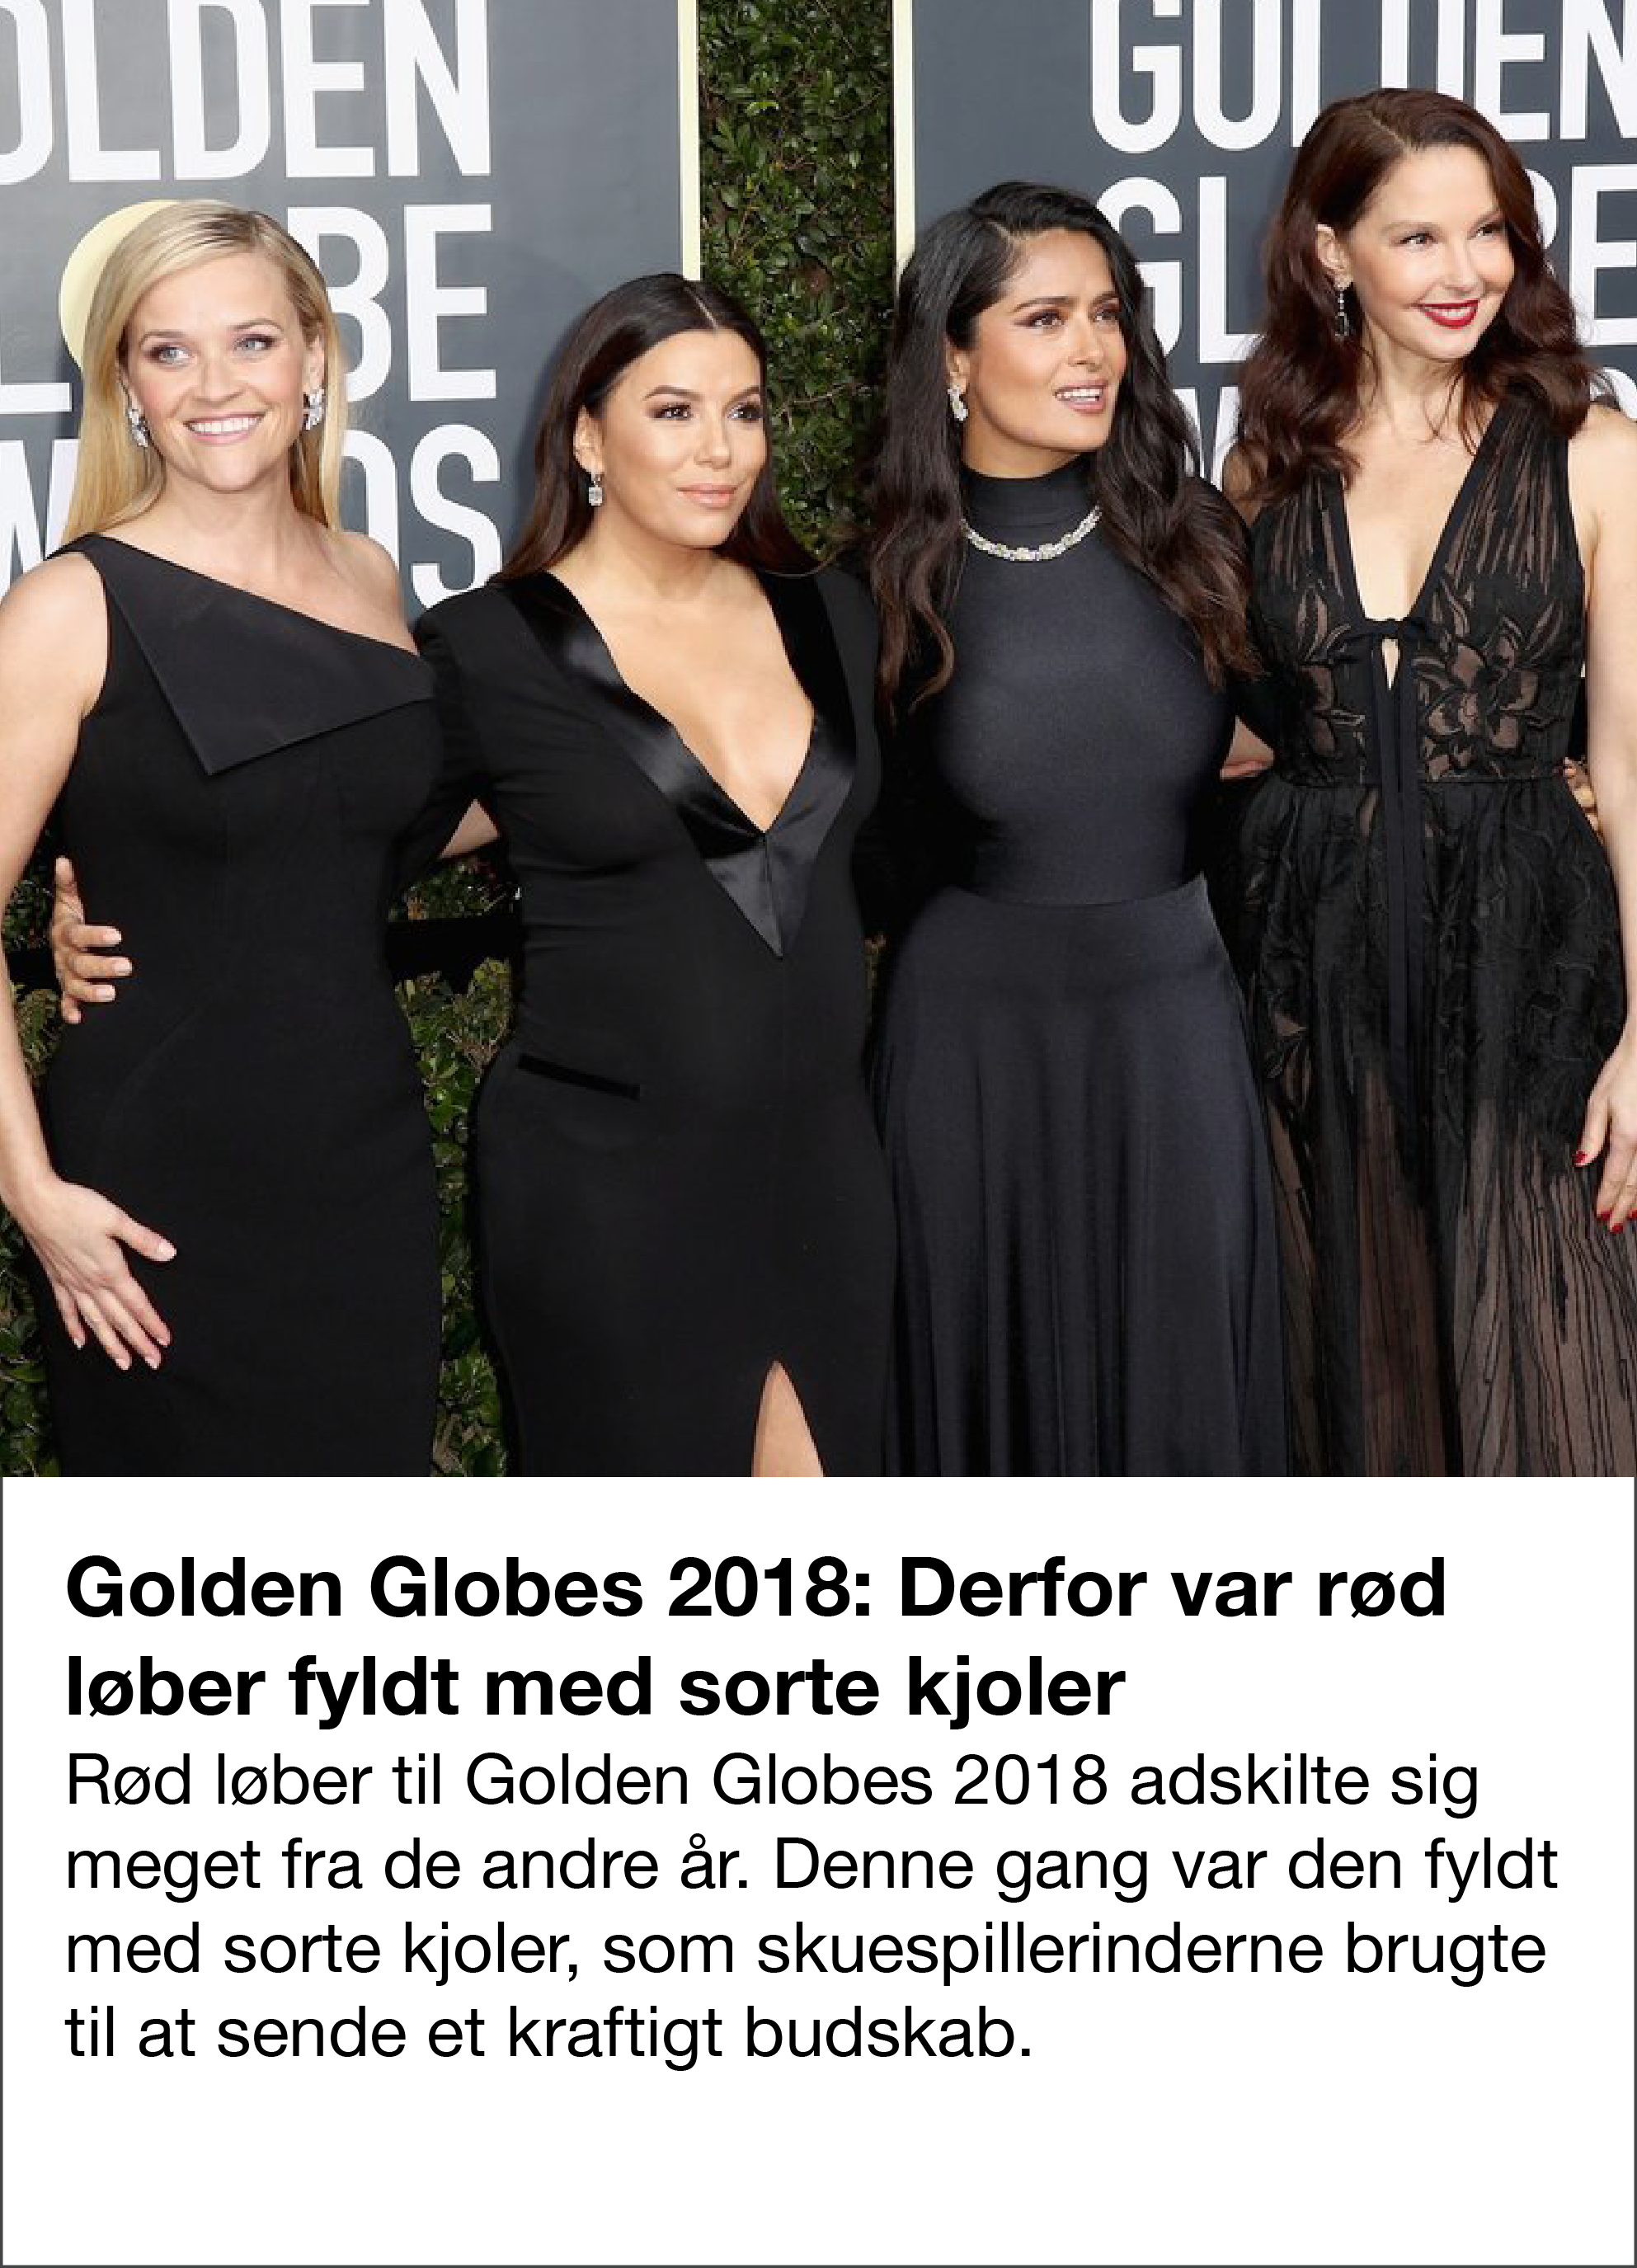 OLDEN
GOLDEN
L BE
GL BE
W DS
Golden Globes 2018: Derfor var rød
løber fyldt med sorte kjoler
Rød løber til Golden Globes 2018 adskilte sig
meget fra de andre år. Denne gang var den fyldt
med sorte kjoler, som skuespillerinderne brugte
til at sende et kraftigt budskab.